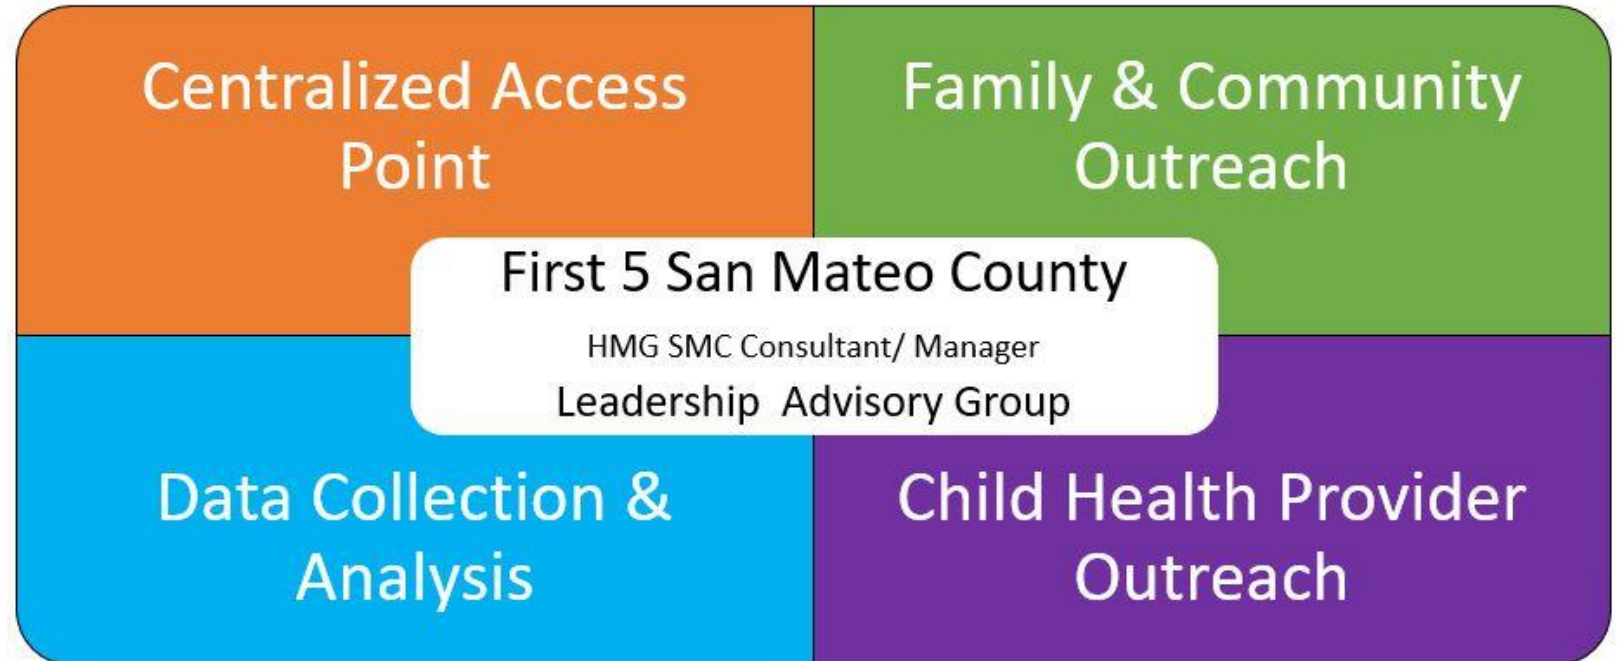 Centralized Access
Point
Family & Community
Outreach
First 5 San Mateo County
HMG SMC Consultant/ Manager
Leadership  Advisory Group
Data Collection &
Analysis
Child Health Provider
Outreach